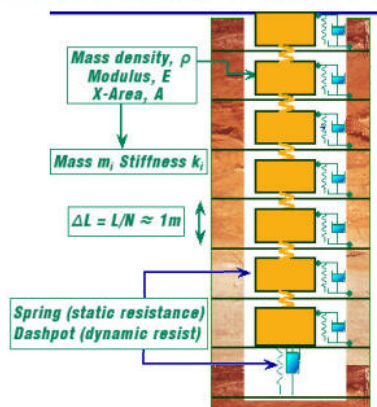 Mass density, ρ
Modulus, E
X-Area, A
Mass mᵢ Stiffness kᵢ
ΔL = L/N ≈ 1m
Spring (static resistance)
Dashpot (dynamic resist)